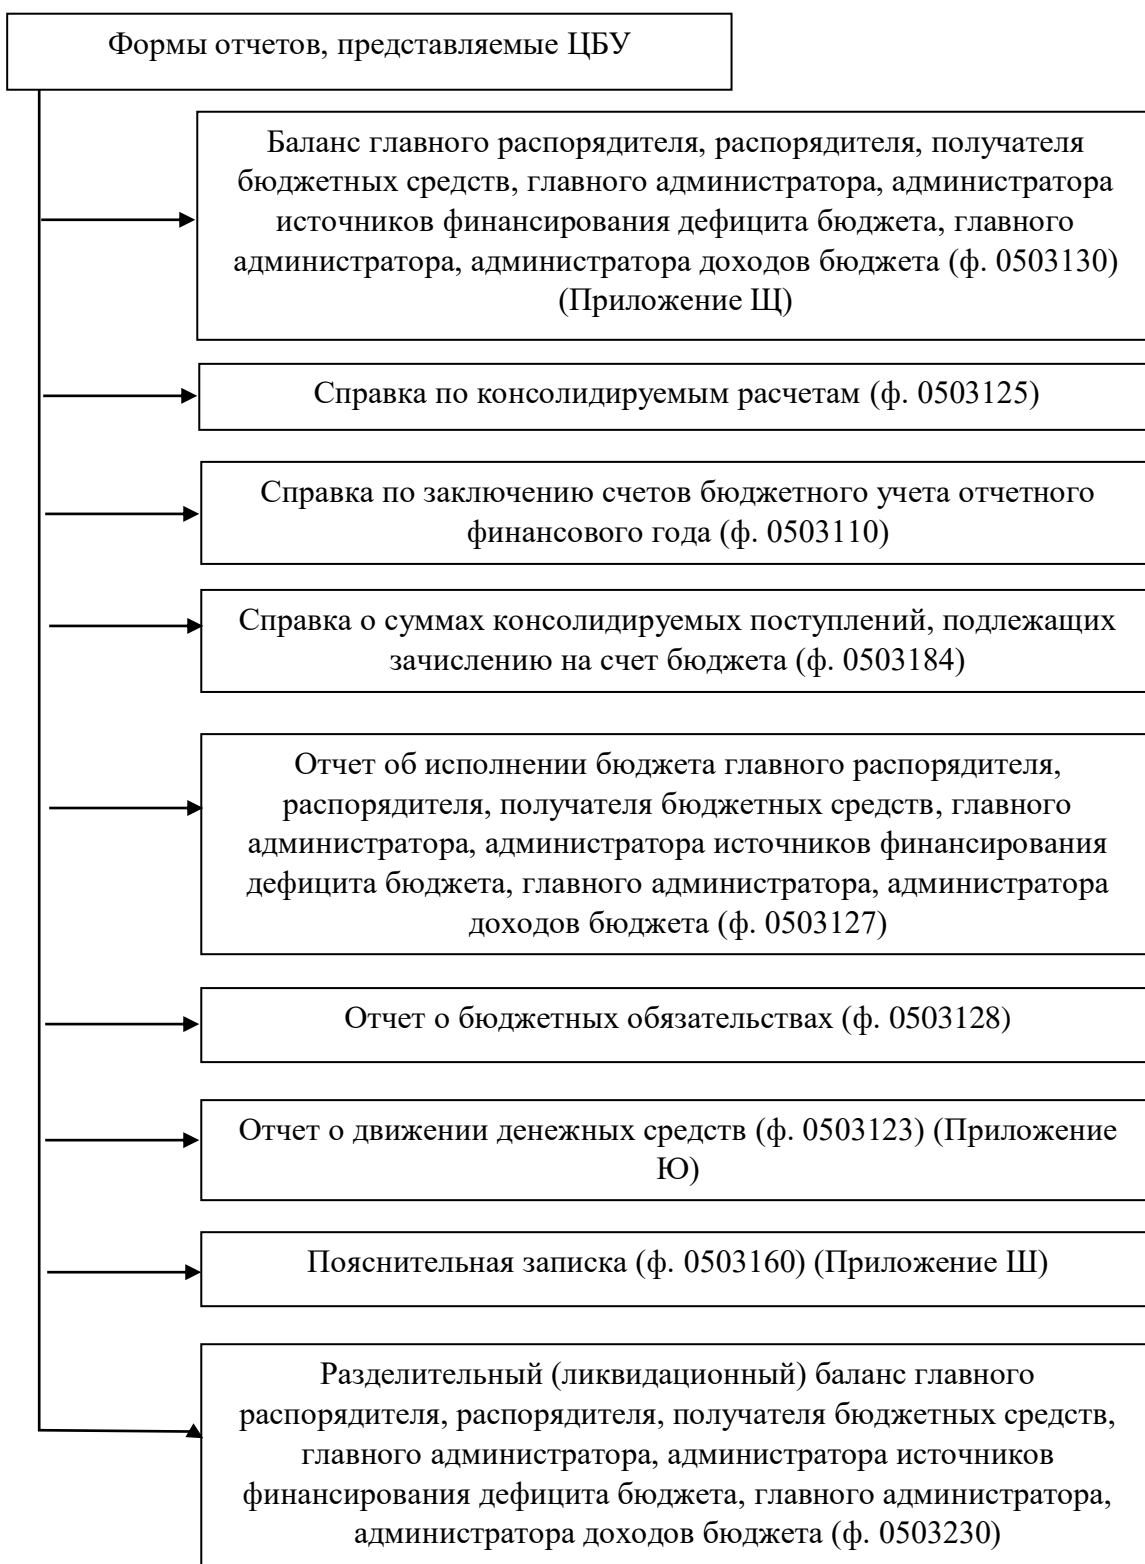 Формы отчетов, представляемые ЦБУ
Баланс главного распорядителя, распорядителя, получателя
бюджетных средств, главного администратора, администратора
источников финансирования дефицита бюджета, главного
администратора, администратора доходов бюджета (ф. 0503130)
(Приложение Щ)
Справка по консолидируемым расчетам (ф. 0503125)
Справка по заключению счетов бюджетного учета отчетного
финансового года (ф. 0503110)
Справка о суммах консолидируемых поступлений, подлежащих
зачислению на счет бюджета (ф. 0503184)
Отчет об исполнении бюджета главного распорядителя,
распорядителя, получателя бюджетных средств, главного
администратора, администратора источников финансирования
дефицита бюджета, главного администратора, администратора
доходов бюджета (ф. 0503127)
Отчет о бюджетных обязательствах (ф. 0503128)
Отчет о движении денежных средств (ф. 0503123) (Приложение
Ю)
Пояснительная записка (ф. 0503160) (Приложение Ш)
Разделительный (ликвидационный) баланс главного
распорядителя, распорядителя, получателя бюджетных средств,
главного администратора, администратора источников
финансирования дефицита бюджета, главного администратора,
администратора доходов бюджета (ф. 0503230)